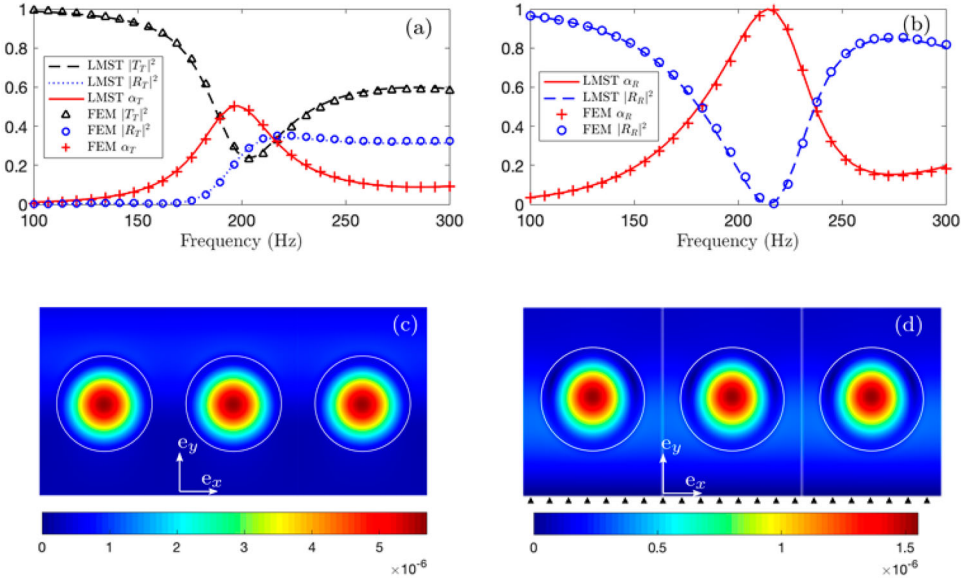 (a)
1
0.8
0.6
0.4
0.2
0
LMST |T_T|²
LMST |R_T|²
LMST α_T
FEM |T_T|²
FEM |R_T|²
FEM α_T
100 150 200 250 300
Frequency (Hz)
(b)
1
0.8
0.6
0.4
0.2
0
LMST α_R
LMST |R_R|²
FEM α_R
FEM |R_R|²
100 150 200 250 300
Frequency (Hz)
(c)
e_y
e_x
0 1 2 3 4 5
×10⁻⁶
(d)
e_y
e_x
0 0.5 1 1.5
×10⁻⁶